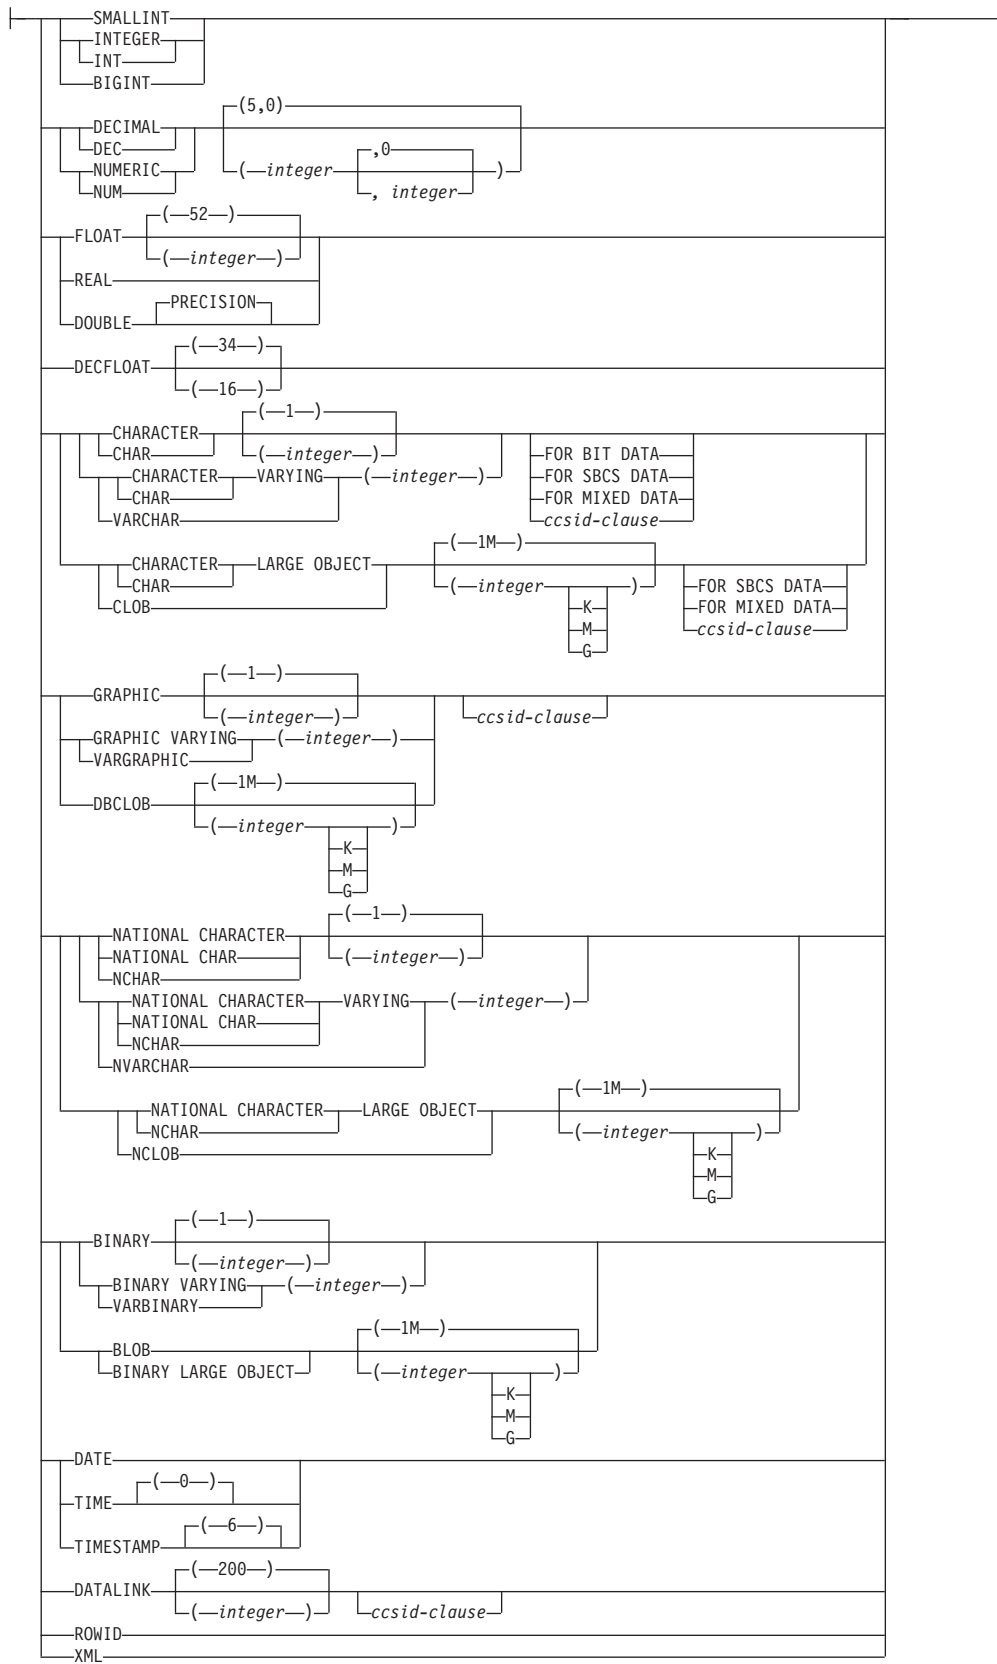 SMALLINT
INTEGER
INT
BIGINT
(5,0)
DECIMAL
DEC
,0
NUMERIC
( integer )
NUM
, integer
( 52 )
FLOAT
( integer )
REAL
PRECISION
DOUBLE
( 34 )
DECFLOAT
( 16 )
( 1 )
CHARACTER
CHAR
( integer )
FOR BIT DATA
CHARACTER VARYING ( integer )
FOR SBCS DATA
CHAR
FOR MIXED DATA
VARCHAR
ccsid-clause
( 1M )
CHARACTER LARGE OBJECT
CHAR
( integer )
FOR SBCS DATA
CLOB
K
FOR MIXED DATA
M
ccsid-clause
G
( 1 )
GRAPHIC
( integer )
ccsid-clause
GRAPHIC VARYING ( integer )
VARGRAPHIC
( 1M )
DBCLOB
( integer )
K
M
G
( 1 )
NATIONAL CHARACTER
NATIONAL CHAR
( integer )
NCHAR
NATIONAL CHARACTER VARYING ( integer )
NATIONAL CHAR
NCHAR
NVARCHAR
( 1M )
NATIONAL CHARACTER LARGE OBJECT
NCHAR
( integer )
NCLOB
K
M
G
( 1 )
BINARY
( integer )
BINARY VARYING ( integer )
VARBINARY
( 1M )
BLOB
BINARY LARGE OBJECT
( integer )
K
M
G
DATE
( 0 )
TIME
( 6 )
TIMESTAMP
( 200 )
DATALINK
( integer )
ccsid-clause
ROWID
XML